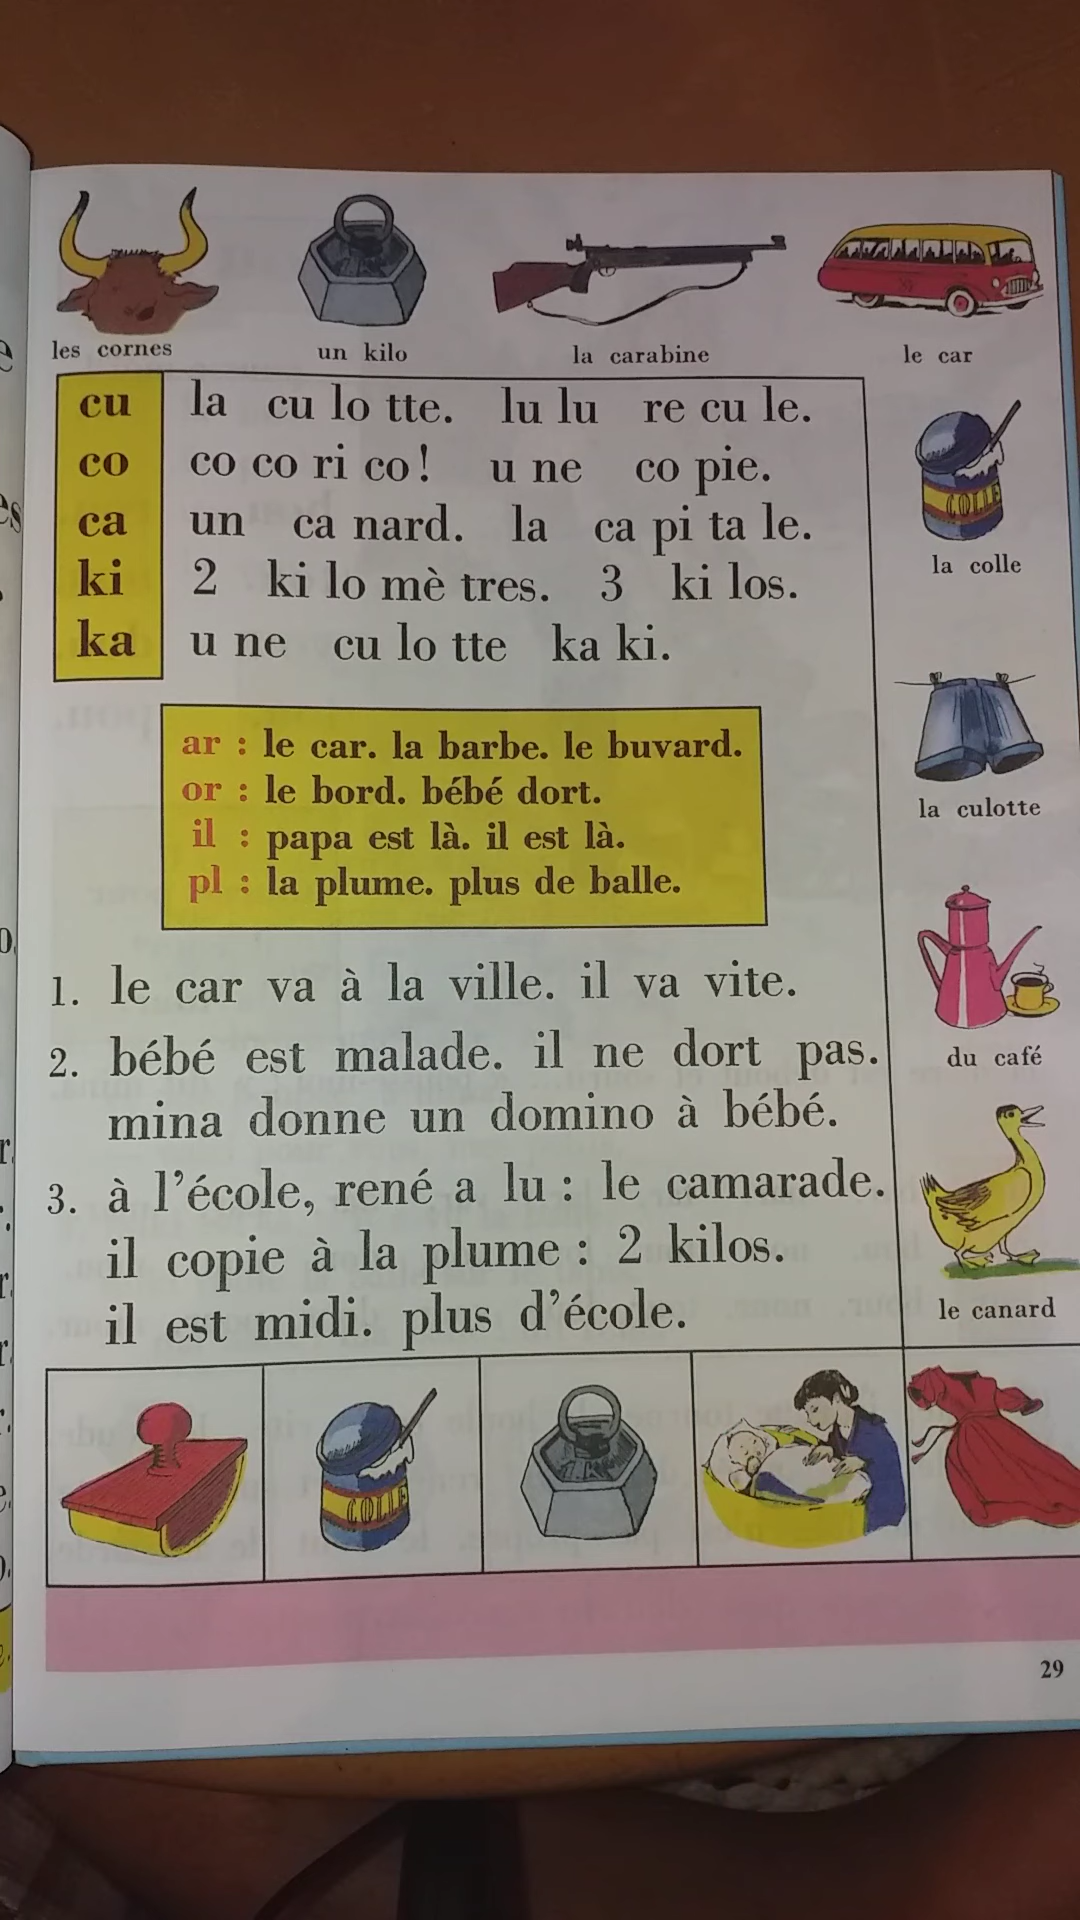 les cornes
un kilo
la carabine
le car
cu la cu lo tte. lu lu re cu le.
co co co ri co! u ne co pie.
ca un ca nard. la ca pi ta le.
ki 2 ki lo mè tres. 3 ki los.
ka u ne cu lo tte ka ki.
COLLE
la colle
la culotte
du café
le canard
ar : le car. la barbe. le buvard.
or : le bord. bébé dort.
il : papa est là. il est là.
pl : la plume. plus de balle.
1. le car va à la ville. il va vite.
2. bébé est malade. il ne dort pas.
mina donne un domino à bébé.
3. à l'école, rené a lu : le camarade.
il copie à la plume : 2 kilos.
il est midi. plus d'école.
COLLE
29